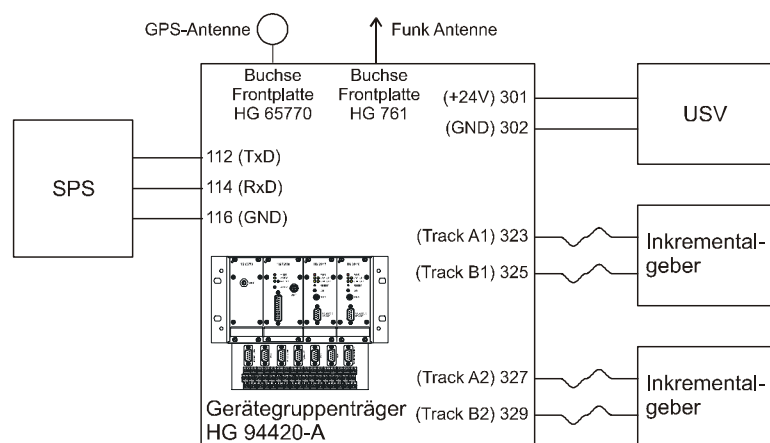 GPS-Antenne
Funk Antenne
Buchse
Frontplatte
HG 65770
Buchse
Frontplatte
HG 761
(+24V) 301
(GND) 302
USV
SPS
112 (TxD)
114 (RxD)
116 (GND)
(Track A1) 323
(Track B1) 325
Inkremental-
geber
(Track A2) 327
(Track B2) 329
Inkremental-
geber
Gerätegruppenträger
HG 94420-A